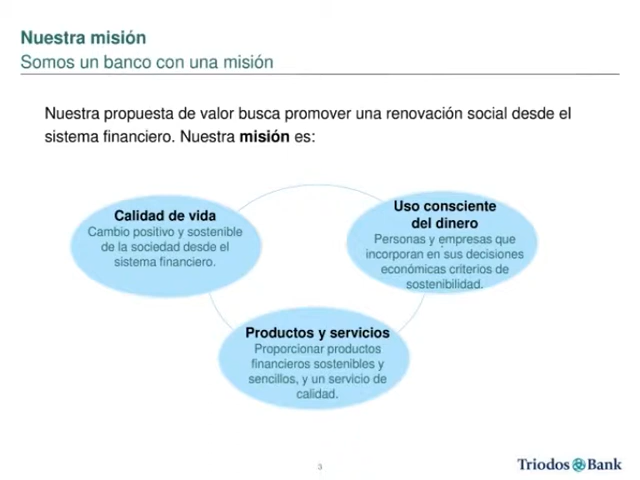 Nuestra misión
Somos un banco con una misión
Nuestra propuesta de valor busca promover una renovación social desde el
sistema financiero. Nuestra misión es:
Calidad de vida
Cambio positivo y sostenible
de la sociedad desde el
sistema financiero.
Uso consciente
del dinero
Personas y empresas que
incorporan en sus decisiones
económicas criterios de
sostenibilidad.
Productos y servicios
Proporcionar productos
financieros sostenibles y
sencillos, y un servicio de
calidad.
3
Triodos Bank